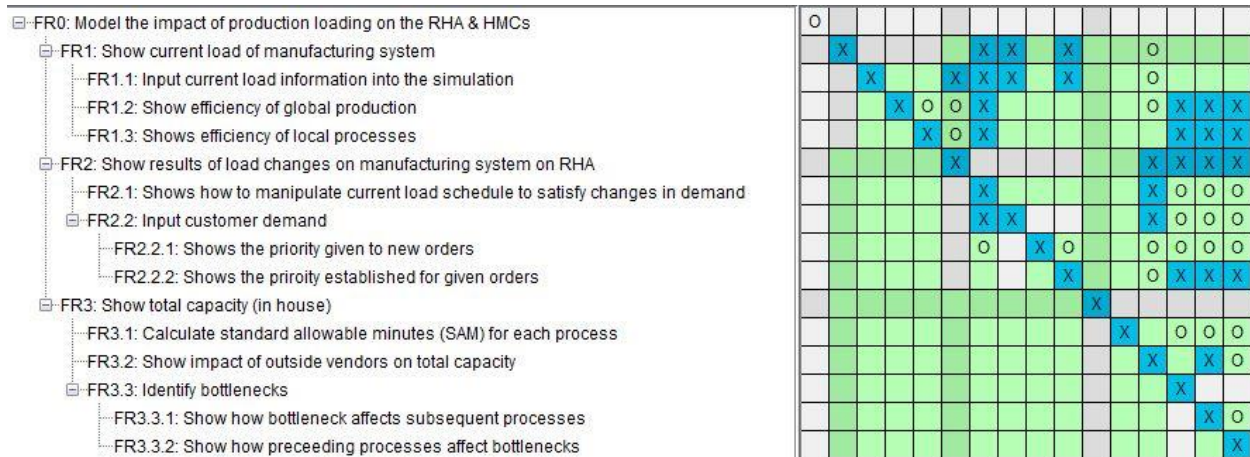 FR0: Model the impact of production loading on the RHA & HMCs O
FR1: Show current load of manufacturing system X X X X O
FR1.1: Input current load information into the simulation X X X X X O
FR1.2: Show efficiency of global production X O O X O X X X
FR1.3: Shows efficiency of local processes X O X X X X
FR2: Show results of load changes on manufacturing system on RHA X X X X X
FR2.1: Shows how to manipulate current load schedule to satisfy changes in demand X X O O O
FR2.2: Input customer demand X X X O O O
FR2.2.1: Shows the priority given to new orders O X O O O O O
FR2.2.2: Shows the priroity established for given orders X O X X X
FR3: Show total capacity (in house) X
FR3.1: Calculate standard allowable minutes (SAM) for each process X O O O
FR3.2: Show impact of outside vendors on total capacity X X O
FR3.3: Identify bottlenecks X
FR3.3.1: Show how bottleneck affects subsequent processes X O
FR3.3.2: Show how preceeding processes affect bottlenecks X